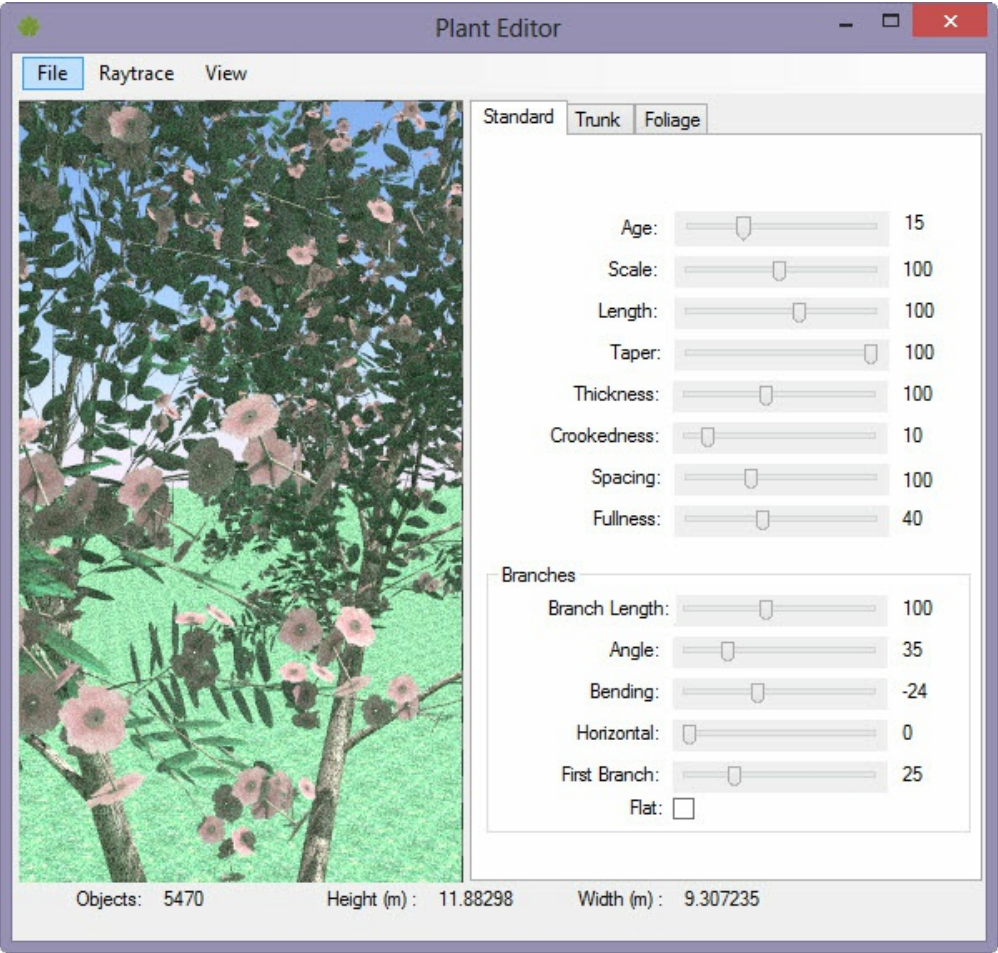 Plant Editor
File Raytrace View
Standard Trunk Foliage
Age: 15
Scale: 100
Length: 100
Taper: 100
Thickness: 100
Crookedness: 10
Spacing: 100
Fullness: 40
Branches
Branch Length: 100
Angle: 35
Bending: -24
Horizontal: 0
First Branch: 25
Flat:
Objects: 5470 Height (m) : 11.88298 Width (m) : 9.307235